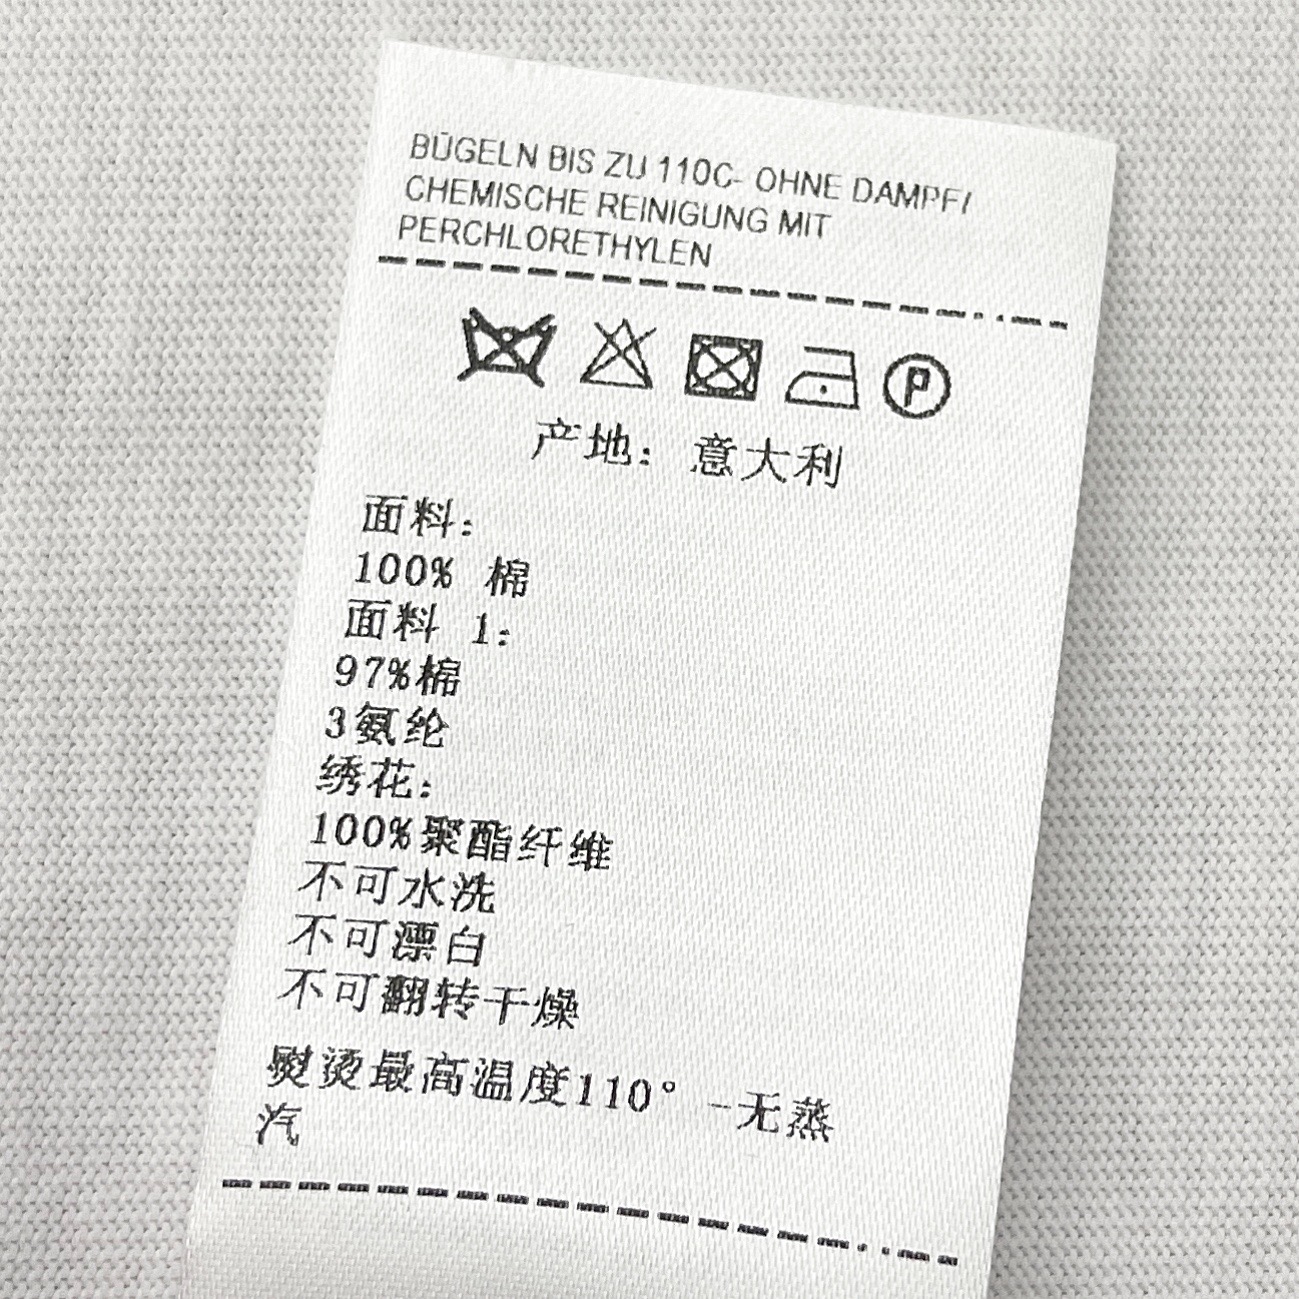 BÜGELN BIS ZU 110C- OHNE DAMPF/
CHEMISCHE REINIGUNG MIT
PERCHLORETHYLEN
P
产地: 意大利
面料:
100% 棉
面料 1:
97%棉
3氨纶
绣花:
100%聚酯纤维
不可水洗
不可漂白
不可翻转干燥
熨烫最高温度110° -无蒸
汽